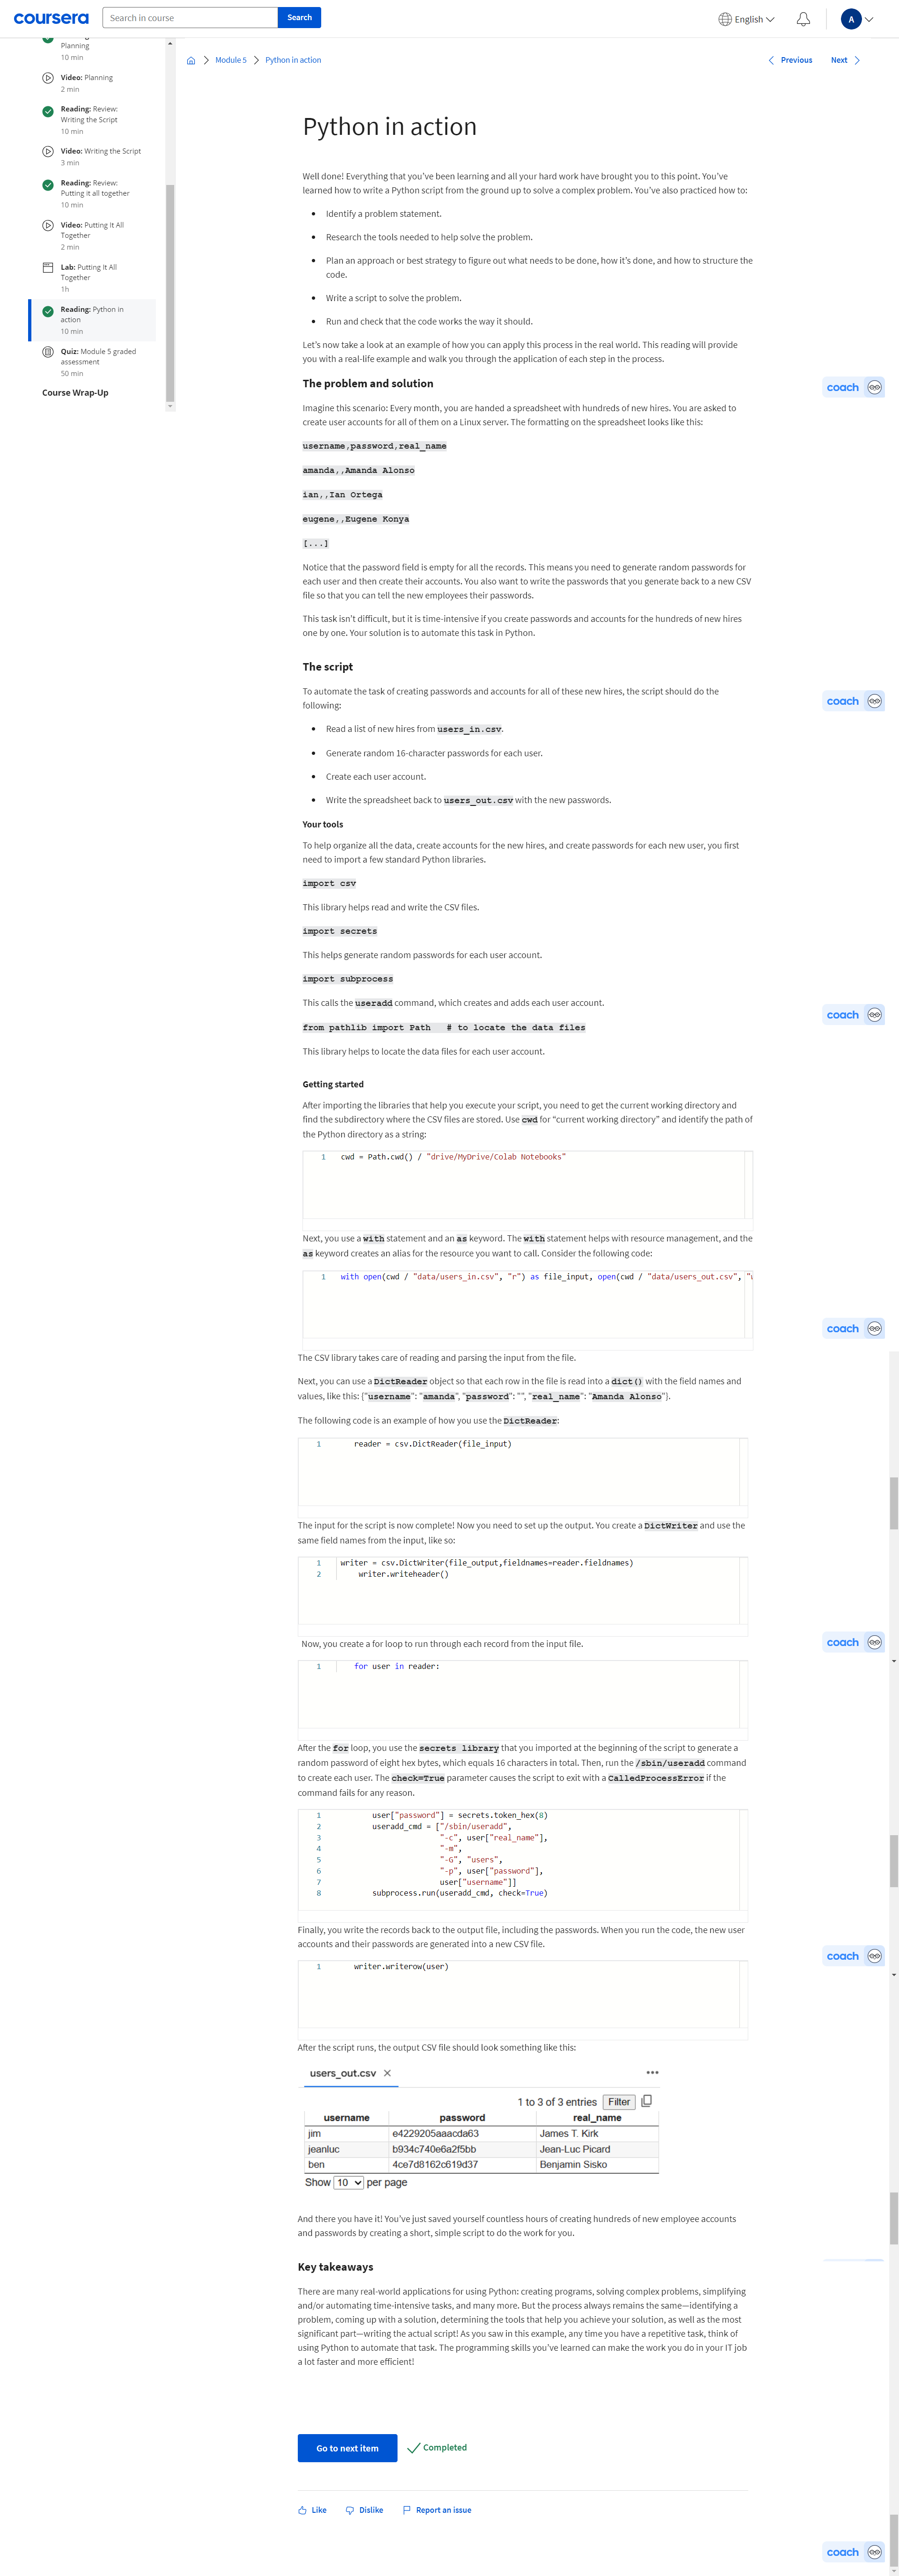 coursera
Search in course
Search
English
A
Planning
10 min
Video: Planning
2 min
Reading: Review:
Writing the Script
10 min
Video: Writing the Script
3 min
Reading: Review:
Putting it all together
10 min
Video: Putting It All
Together
2 min
Lab: Putting It All
Together
1h
Reading: Python in
action
10 min
Quiz: Module 5 graded
assessment
50 min
Course Wrap-Up
Module 5
Python in action
Previous
Next
Python in action
Well done! Everything that you've been learning and all your hard work have brought you to this point. You've
learned how to write a Python script from the ground up to solve a complex problem. You've also practiced how to:
Identify a problem statement.
Research the tools needed to help solve the problem.
Plan an approach or best strategy to figure out what needs to be done, how it's done, and how to structure the
code.
Write a script to solve the problem.
Run and check that the code works the way it should.
Let's now take a look at an example of how you can apply this process in the real world. This reading will provide
you with a real-life example and walk you through the application of each step in the process.
The problem and solution
coach
Imagine this scenario: Every month, you are handed a spreadsheet with hundreds of new hires. You are asked to
create user accounts for all of them on a Linux server. The formatting on the spreadsheet looks like this:
username,password,real_name
amanda,,Amanda Alonso
ian,,Ian Ortega
eugene,,Eugene Konya
[...]
Notice that the password field is empty for all the records. This means you need to generate random passwords for
each user and then create their accounts. You also want to write the passwords that you generate back to a new CSV
file so that you can tell the new employees their passwords.
This task isn't difficult, but it is time-intensive if you create passwords and accounts for the hundreds of new hires
one by one. Your solution is to automate this task in Python.
The script
To automate the task of creating passwords and accounts for all of these new hires, the script should do the
following:
coach
Read a list of new hires from users_in.csv.
Generate random 16-character passwords for each user.
Create each user account.
Write the spreadsheet back to users_out.csv with the new passwords.
Your tools
To help organize all the data, create accounts for the new hires, and create passwords for each new user, you first
need to import a few standard Python libraries.
import csv
This library helps read and write the CSV files.
import secrets
This helps generate random passwords for each user account.
import subprocess
This calls the useradd command, which creates and adds each user account.
coach
from pathlib import Path   # to locate the data files
This library helps to locate the data files for each user account.
Getting started
After importing the libraries that help you execute your script, you need to get the current working directory and
find the subdirectory where the CSV files are stored. Use cwd for “current working directory” and identify the path of
the Python directory as a string:
1 cwd = Path.cwd() / "drive/MyDrive/Colab Notebooks"
Next, you use a with statement and an as keyword. The with statement helps with resource management, and the
as keyword creates an alias for the resource you want to call. Consider the following code:
1 with open(cwd / "data/users_in.csv", "r") as file_input, open(cwd / "data/users_out.csv",
coach
The CSV library takes care of reading and parsing the input from the file.
Next, you can use a DictReader object so that each row in the file is read into a dict() with the field names and
values, like this: {"username": "amanda", "password": "", "real_name": "Amanda Alonso"}.
The following code is an example of how you use the DictReader:
1 reader = csv.DictReader(file_input)
The input for the script is now complete! Now you need to set up the output. You create a DictWriter and use the
same field names from the input, like so:
1 writer = csv.DictWriter(file_output,fieldnames=reader.fieldnames)
2 writer.writeheader()
Now, you create a for loop to run through each record from the input file.
coach
1 for user in reader:
After the for loop, you use the secrets library that you imported at the beginning of the script to generate a
random password of eight hex bytes, which equals 16 characters in total. Then, run the /sbin/useradd command
to create each user. The check=True parameter causes the script to exit with a CalledProcessError if the
command fails for any reason.
1 user["password"] = secrets.token_hex(8)
2 useradd_cmd = ["/sbin/useradd",
3 "-c", user["real_name"],
4 "-m",
5 "-G", "users",
6 "-p", user["password"],
7 user["username"]]
8 subprocess.run(useradd_cmd, check=True)
Finally, you write the records back to the output file, including the passwords. When you run the code, the new user
accounts and their passwords are generated into a new CSV file.
coach
1 writer.writerow(user)
After the script runs, the output CSV file should look something like this:
users_out.csv
1 to 3 of 3 entries Filter
username password real_name
jim e4229205aaacda63 James T. Kirk
jeanluc b934c740e6a2f5bb Jean-Luc Picard
ben 4ce7d8162c619d37 Benjamin Sisko
Show 10 per page
And there you have it! You've just saved yourself countless hours of creating hundreds of new employee accounts
and passwords by creating a short, simple script to do the work for you.
Key takeaways
There are many real-world applications for using Python: creating programs, solving complex problems, simplifying
and/or automating time-intensive tasks, and many more. But the process always remains the same—identifying a
problem, coming up with a solution, determining the tools that help you achieve your solution, as well as the most
significant part—writing the actual script! As you saw in this example, any time you have a repetitive task, think of
using Python to automate that task. The programming skills you've learned can make the work you do in your IT job
a lot faster and more efficient!
Go to next item
Completed
Like
Dislike
Report an issue
coach